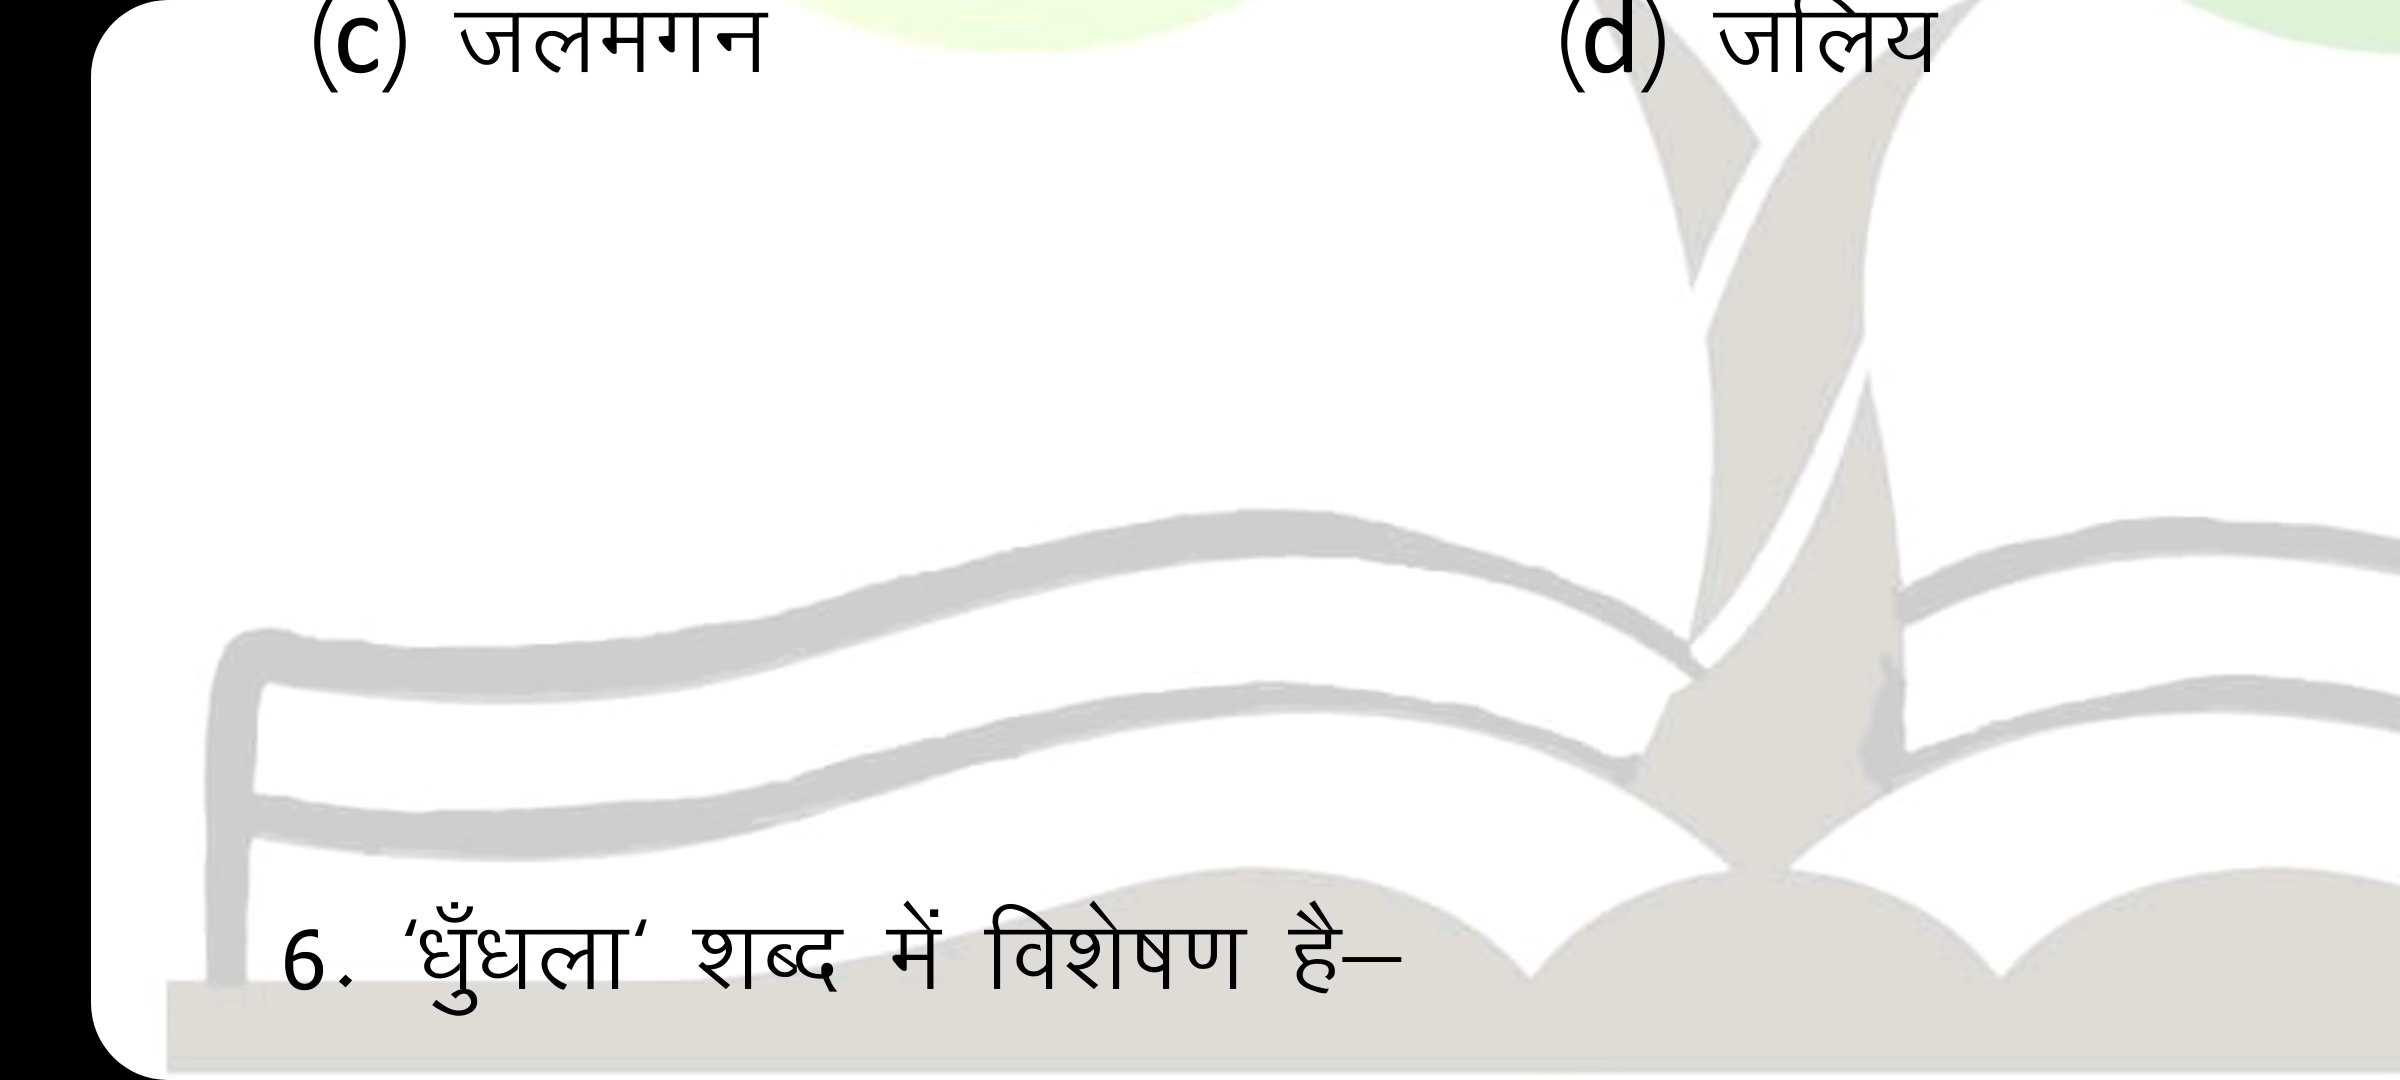 (c) जलमगन (d) जलिय
6. ‘धुँधला‘ शब्द में विशेषण है—